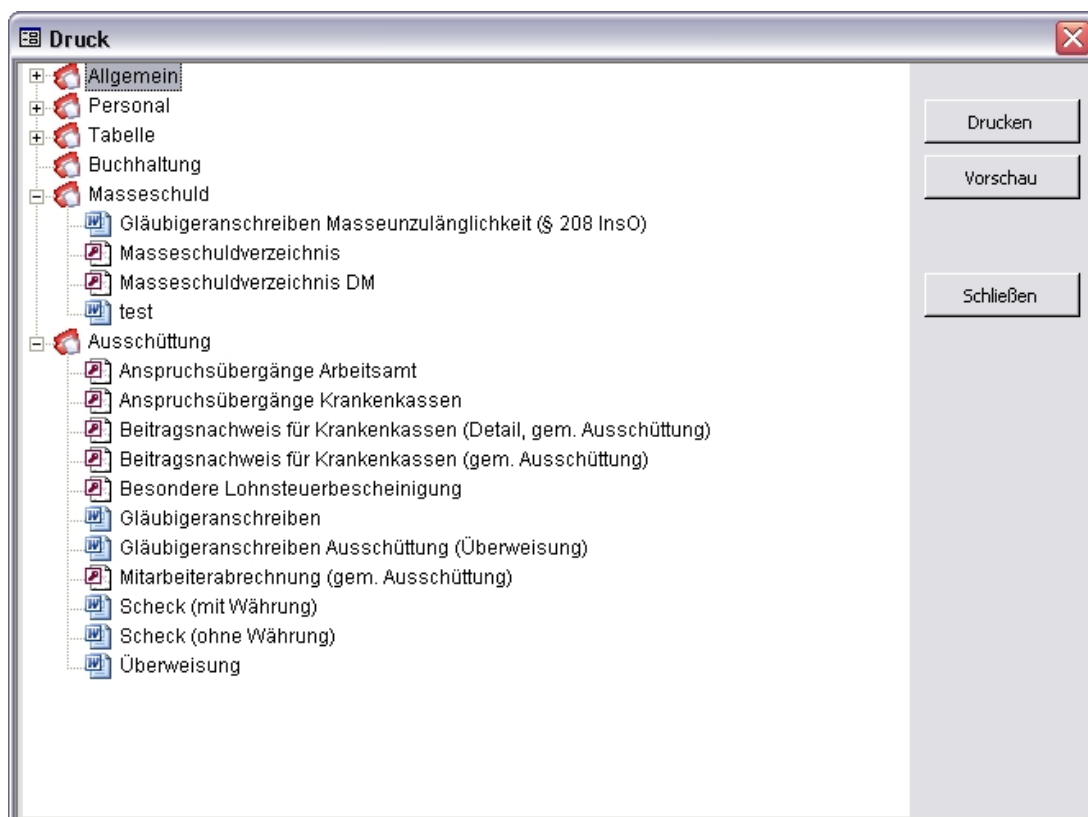 Druck
Allgemein
Personal
Tabelle
Buchhaltung
Masseschuld
Gläubigeranschreiben Masseunzulänglichkeit (§ 208 InsO)
Masseschuldverzeichnis
Masseschuldverzeichnis DM
test
Ausschüttung
Anspruchsübergänge Arbeitsamt
Anspruchsübergänge Krankenkassen
Beitragsnachweis für Krankenkassen (Detail, gem. Ausschüttung)
Beitragsnachweis für Krankenkassen (gem. Ausschüttung)
Besondere Lohnsteuerbescheinigung
Gläubigeranschreiben
Gläubigeranschreiben Ausschüttung (Überweisung)
Mitarbeiterabrechnung (gem. Ausschüttung)
Scheck (mit Währung)
Scheck (ohne Währung)
Überweisung
Drucken
Vorschau
Schließen